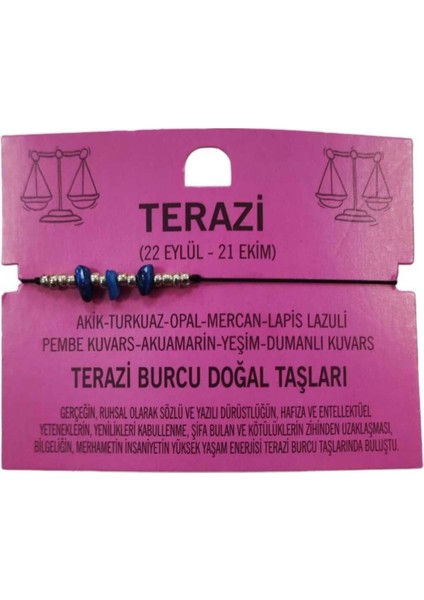 TERAZİ
(22 EYLÜL - 21 EKİM)
AKİK-TURKUAZ-OPAL-MERCAN-LAPİS LAZULİ
PEMBE KUVARS-AKUAMARİN-YEŞİM-DUMANLI KUVARS
TERAZİ BURCU DOĞAL TAŞLARI
GERÇEĞİN, RUHSAL OLARAK SÖZLÜ VE YAZILI DÜRÜSTLÜĞÜN, HAFIZA VE ENTELLEKTÜEL
YETENEKLERİN, YENİLİKLERİ KABULLENME, ŞİFA BULAN VE KÖTÜLÜKLERİN ZİHİNDEN UZAKLAŞMASI,
BİLGELİĞİN, MERHAMETİN İNSANİYETİN YÜKSEK YAŞAM ENERJİSİ TERAZİ BURCU TAŞLARINDA BULUŞTU.